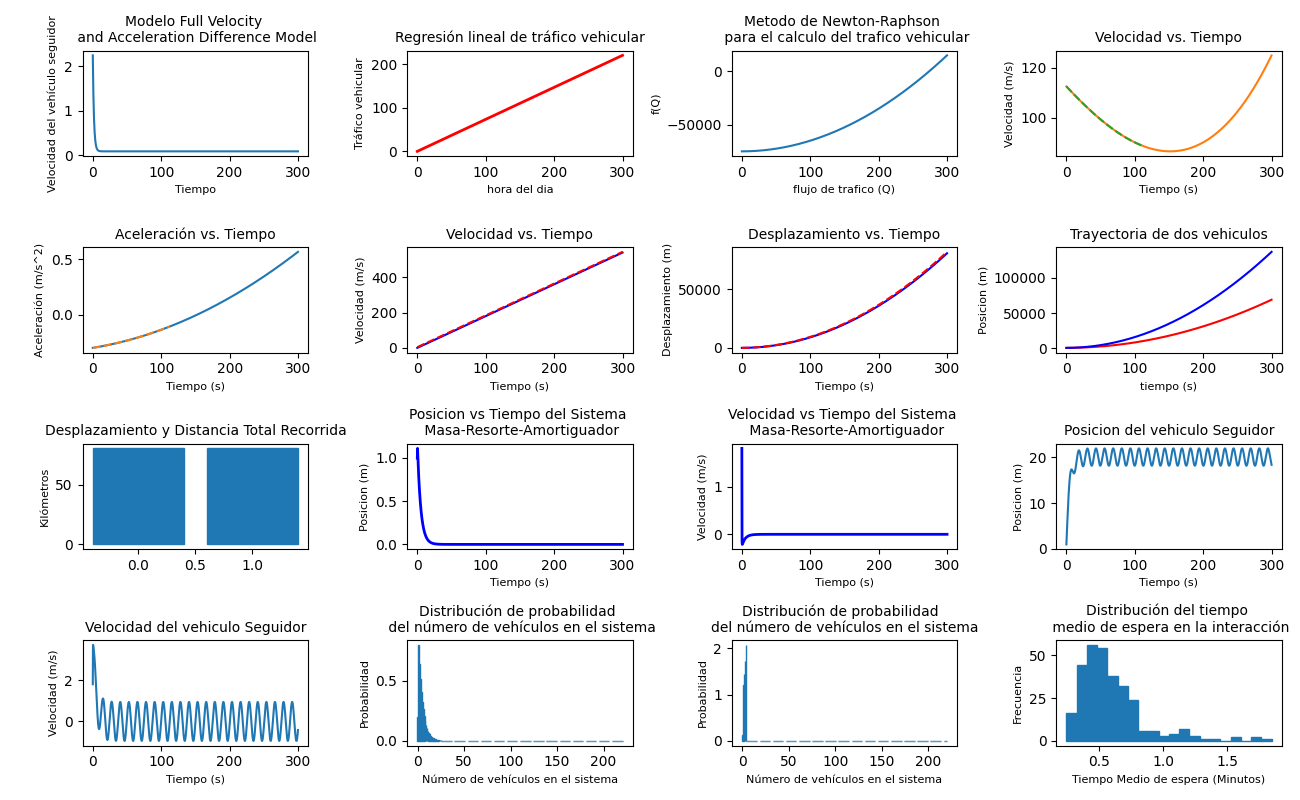 Modelo Full Velocity
and Acceleration Difference Model
Velocidad del vehículo seguidor
2
1
0
0 100 200 300
Tiempo
Regresión lineal de tráfico vehicular
Tráfico vehicular
200
100
0
0 100 200 300
hora del dia
Metodo de Newton-Raphson
para el calculo del trafico vehicular
f(Q)
0
−50000
0 100 200 300
flujo de trafico (Q)
Velocidad vs. Tiempo
Velocidad (m/s)
120
100
0 100 200 300
Tiempo (s)
Aceleración vs. Tiempo
Aceleración (m/s^2)
0.5
0.0
0 100 200 300
Tiempo (s)
Velocidad vs. Tiempo
Velocidad (m/s)
400
200
0
0 100 200 300
Tiempo (s)
Desplazamiento vs. Tiempo
Desplazamiento (m)
50000
0
0 100 200 300
Tiempo (s)
Trayectoria de dos vehiculos
Posicion (m)
100000
50000
0
0 100 200 300
tiempo (s)
Desplazamiento y Distancia Total Recorrida
Kilómetros
50
0
0.0 0.5 1.0
Posicion vs Tiempo del Sistema
Masa-Resorte-Amortiguador
Posicion (m)
1.0
0.5
0.0
0 100 200 300
Tiempo (s)
Velocidad vs Tiempo del Sistema
Masa-Resorte-Amortiguador
Velocidad (m/s)
1
0
0 100 200 300
Tiempo (s)
Posicion del vehiculo Seguidor
Posicion (m)
20
10
0
0 100 200 300
Tiempo (s)
Velocidad del vehiculo Seguidor
Velocidad (m/s)
2
0
0 100 200 300
Tiempo (s)
Distribución de probabilidad
del número de vehículos en el sistema
Probabilidad
0.5
0.0
0 50 100 150 200
Número de vehículos en el sistema
Distribución de probabilidad
del número de vehículos en el sistema
Probabilidad
2
1
0
0 50 100 150 200
Número de vehículos en el sistema
Distribución del tiempo
medio de espera en la interacción
Frecuencia
50
25
0
0.5 1.0 1.5
Tiempo Medio de espera (Minutos)